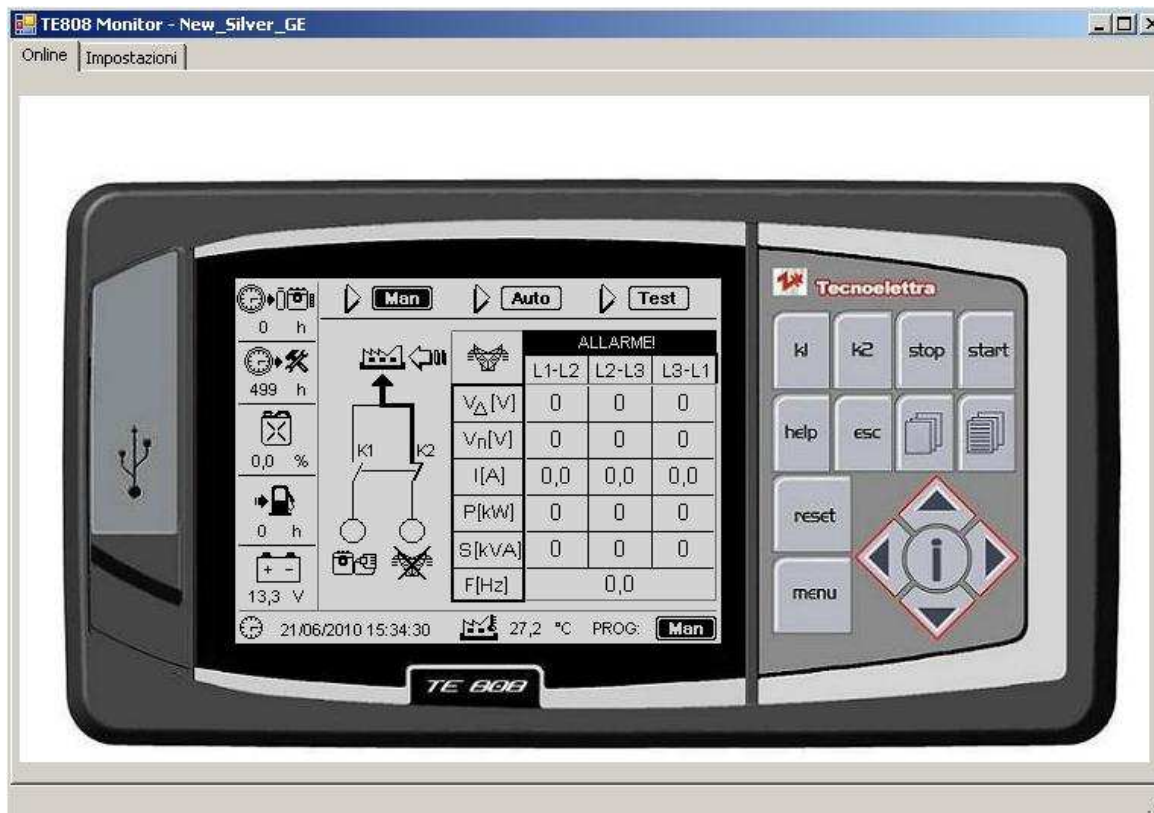 TE808 Monitor - New_Silver_GE
Online Impostazioni
Tecnoelettra
Man Auto Test
0 h
499 h
0,0 %
0 h
+ -
13,3 V
K1 K2
ALLARME!
L1-L2 L2-L3 L3-L1
V△[V] 0 0 0
Vn[V] 0 0 0
I[A] 0,0 0,0 0,0
P[kW] 0 0 0
S[kVA] 0 0 0
F[Hz] 0,0
21/06/2010 15:34:30 27,2 °C PROG: Man
TE 808
k1 k2 stop start
help esc
reset
i
menu